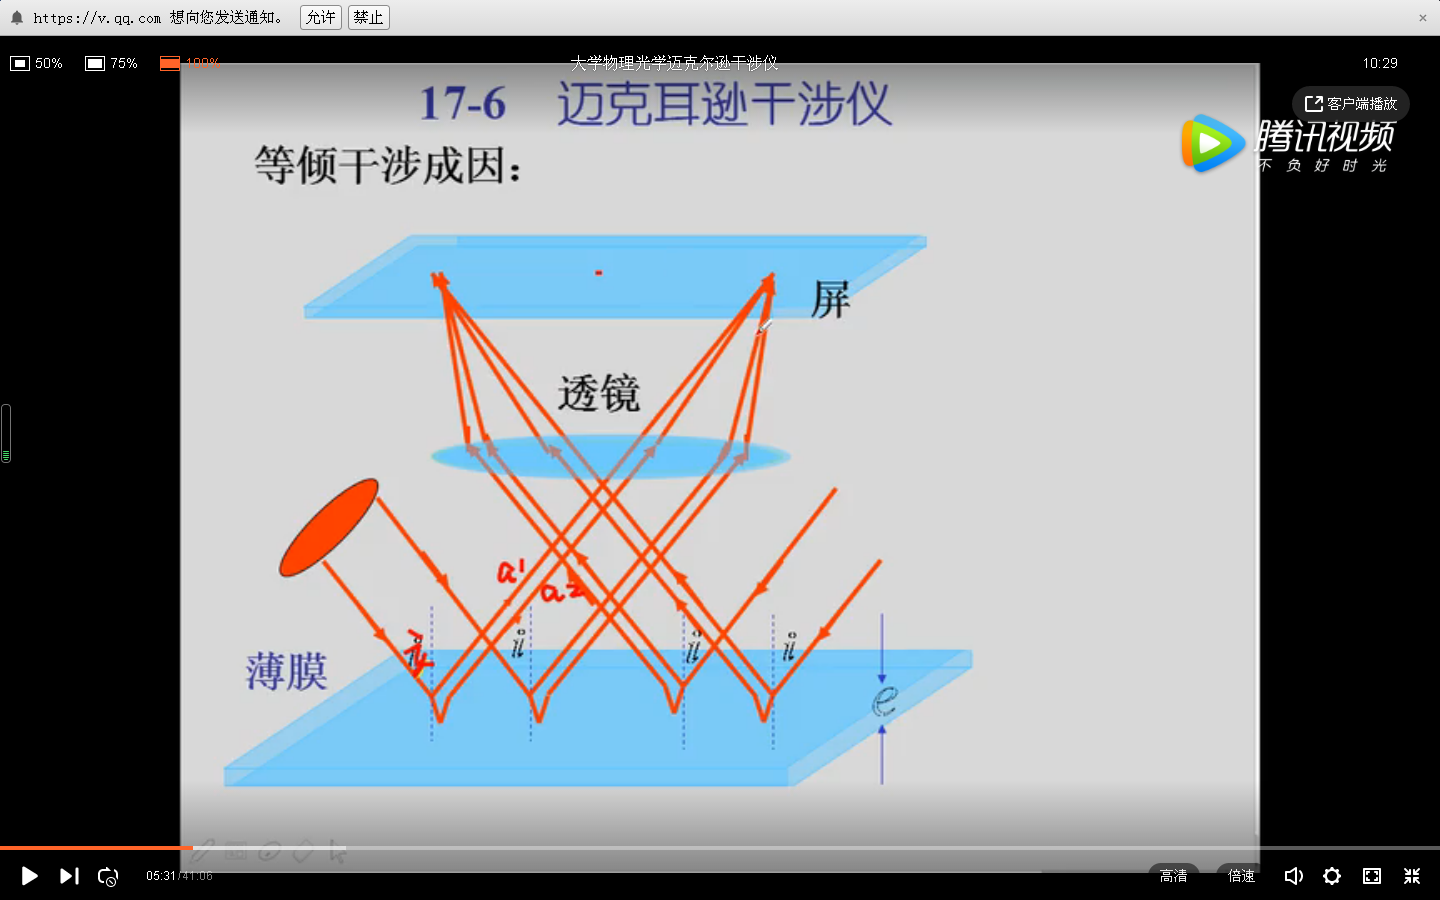 https://v.qq.com 想向您发送通知。 允许 禁止 ×
50% 75% 100% 大学物理光学迈克尔逊干涉仪 10:29
客户端播放
17-6 迈克耳逊干涉仪
腾讯视频
不负好时光
等倾干涉成因：
屏
透镜
a1
a2
i
i
i
i
薄膜
e
05:31/41:06 高清 倍速